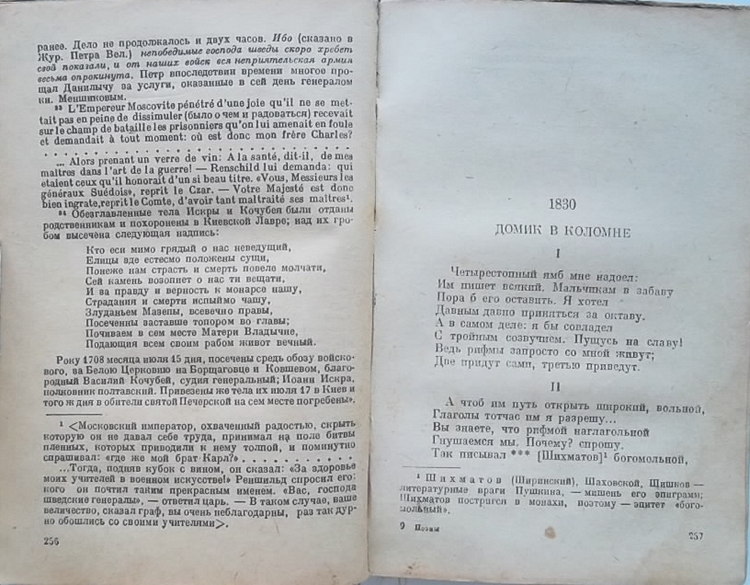 ранее. Дело не продолжалось и двух часов. Ибо (сказано в
Жур. Петра Вел.) непобедимые господа шведы скоро хребет
свой показали, и от наших войск вся неприятельская армия
весьма опрокинута. Петр впоследствии времени многое про-
щал Данилычу за услуги, оказанные в сей день генералом
кн. Меншиковым.
³³ L'Empereur Moscovite pénétré d'une joie qu'il ne se met-
tait pas en peine de dissimuler (было о чем и радоваться) recevait
sur le champ de bataille les prisonniers qu'on lui amenait en foule
et demandait à tout moment: où est donc mon frère Charles?
. . . . . . . . . . . . . . . . . . . . . . . . . . . . . .
... Alors prenant un verre de vin: A la santé, dit-il, de mes
maîtres dans l'art de la guerre! — Renschild lui demanda: qui
étaient ceux qu'il honorait d'un si beau titre. «Vous, Messieurs les
généraux Suédois», reprit le Czar. — Votre Majesté est donc
bien ingrate, reprit le Comte, d'avoir tant maltraité ses maîtres¹.
³⁴ Обезглавленные тела Искры и Кочубея были отданы
родственникам и похоронены в Киевской Лавре; над их гро-
бом высечена следующая надпись:
Кто еси мимо грядый о нас неведущий,
Елицы зде естесмо положены сущи,
Понеже нам страсть и смерть повеле молчати,
Сей камень возопнет о нас ти вещати,
И за правду и верность к монарсе нашу,
Страдания и смерти испыймо чашу,
Злуданьем Мазепы, всевечно правы,
Посеченны заставше топором во главы;
Почиваем в сем месте Матери Владычне,
Подающия всем своим рабом живот вечный.
Року 1708 месяца июля 15 дня, посечены средь обозу войско-
вого, за Белою Церковию на Борщаговце и Ковшевом, благо-
родный Василий Кочубей, судия генеральный; Иоанн Искра,
полковник полтавский. Привезены же тела их июля 17 в Киев и
того ж дня в обители святой Печерской на сем месте погребены».
¹ <Московский император, охваченный радостью, скрыть
которую он не давал себе труда, принимал на поле битвы
пленных, которых приводили к нему толпой, и поминутно
спрашивал: «где же мой брат Карл?» . . . . . . . . . .
...Тогда, подняв кубок с вином, он сказал: «За здоровье
моих учителей в военном искусстве!» Реншильд спросил его:
кого он почтил таким прекрасным именем. «Вас, господа
шведские генералы», — ответил царь. — В таком случае, ваше
величество, сказал граф, вы очень неблагодарны, раз так дур-
но обошлись со своими учителями>.
256
1830
ДОМИК В КОЛОМНЕ
I
Четырестопный ямб мне надоел:
Им пишет всякий. Мальчикам в забаву
Пора б его оставить. Я хотел
Давным давно приняться за октаву.
А в самом деле: я бы совладел
С тройным созвучием. Пущусь на славу!
Ведь рифмы запросто со мной живут;
Две придут сами, третью приведут.
II
А чтоб им путь открыть широкий, вольной,
Глаголы тотчас им я разрешу...
Вы знаете, что рифмой наглагольной
Гнушаемся мы. Почему? спрошу.
Так писывал *** [Шихматов]¹ богомольной,
¹ Шихматов (Ширинский), Шаховской, Шишков —
литературные враги Пушкина, — мишень его эпиграмм;
Шихматов постригся в монахи, поэтому — эпитет «бого-
мольный».
9 Поэмы
257